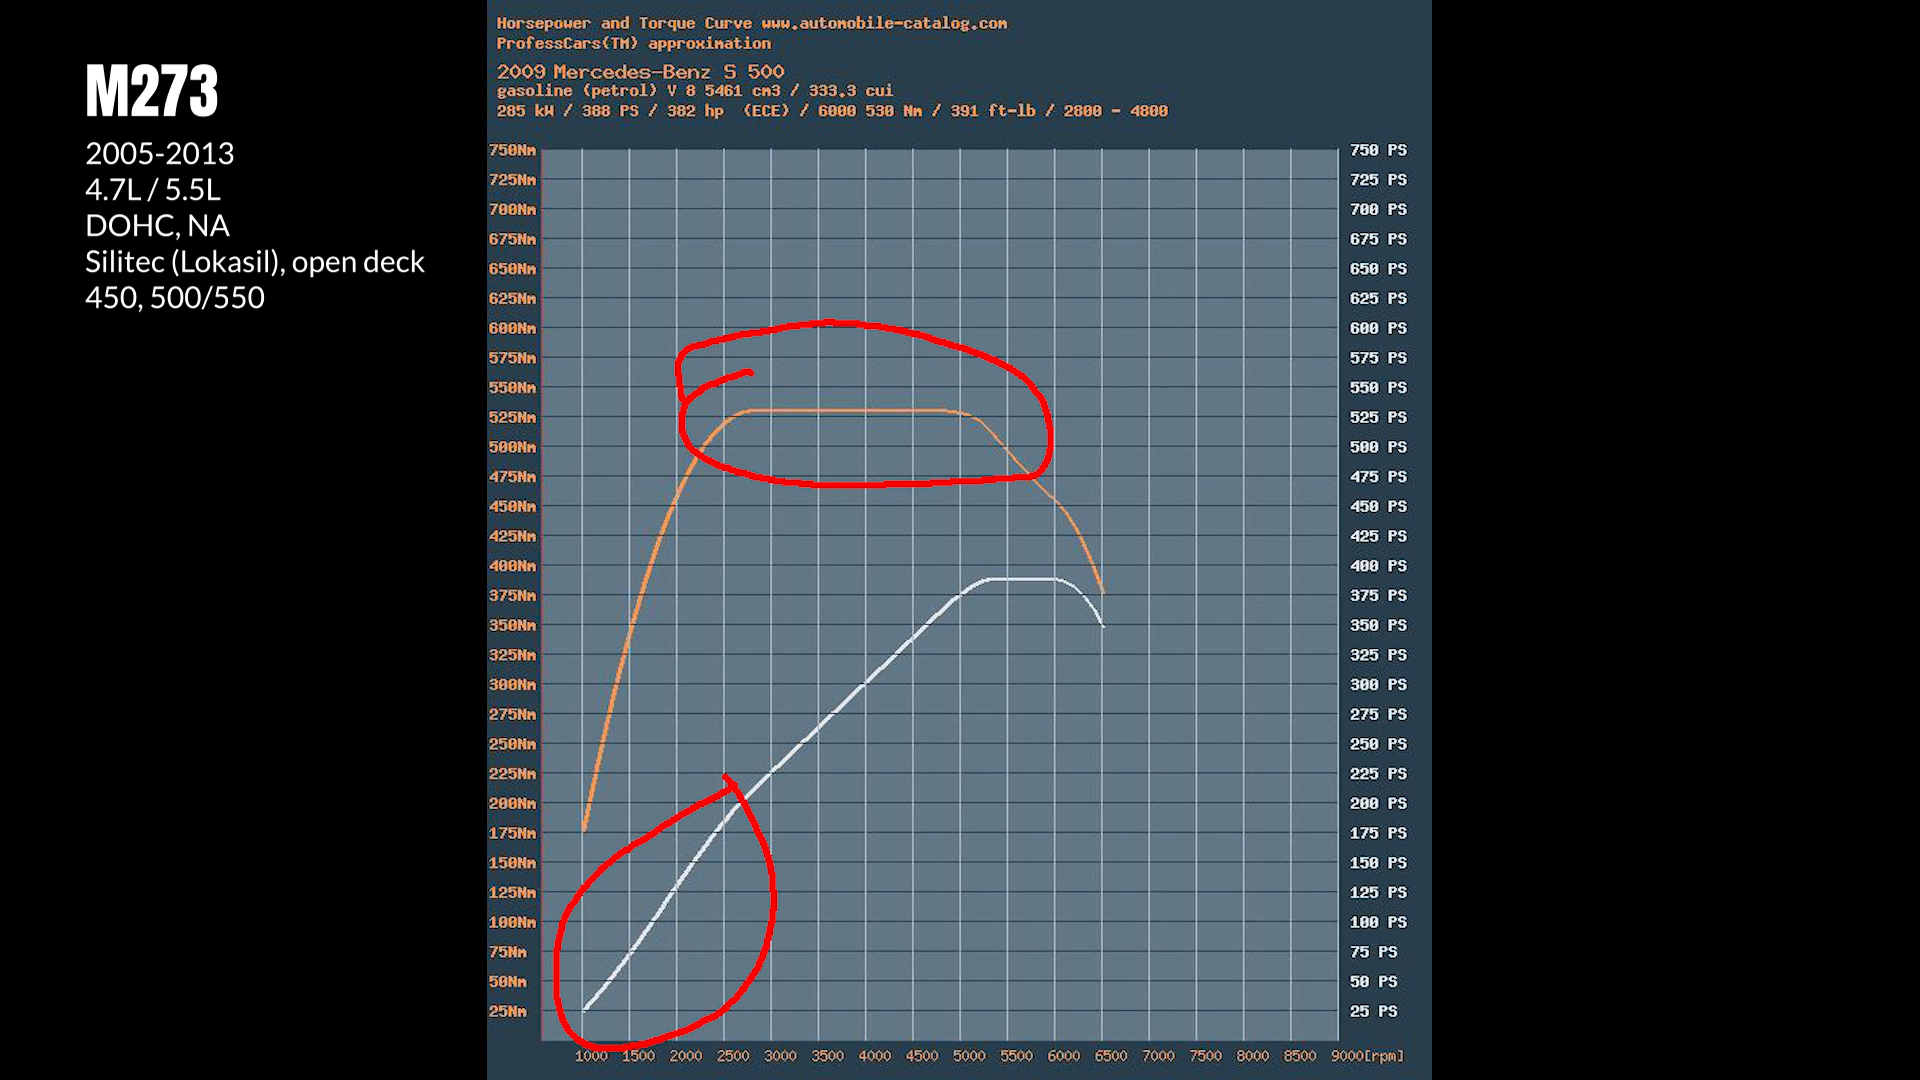 M273
2005-2013
4.7L / 5.5L
DOHC, NA
Silitec (Lokasil), open deck
450, 500/550
Horsepower and Torque Curve www.automobile-catalog.com
ProfessCars(TM) approximation
2009 Mercedes-Benz S 500
gasoline (petrol) V 8 5461 cm3 / 333.3 cui
285 kW / 388 PS / 382 hp (ECE) / 6000 530 Nm / 391 ft-lb / 2800 - 4800
750Nm 750 PS
725Nm 725 PS
700Nm 700 PS
675Nm 675 PS
650Nm 650 PS
625Nm 625 PS
600Nm 600 PS
575Nm 575 PS
550Nm 550 PS
525Nm 525 PS
500Nm 500 PS
475Nm 475 PS
450Nm 450 PS
425Nm 425 PS
400Nm 400 PS
375Nm 375 PS
350Nm 350 PS
325Nm 325 PS
300Nm 300 PS
275Nm 275 PS
250Nm 250 PS
225Nm 225 PS
200Nm 200 PS
175Nm 175 PS
150Nm 150 PS
125Nm 125 PS
100Nm 100 PS
75Nm 75 PS
50Nm 50 PS
25Nm 25 PS
1000 1500 2000 2500 3000 3500 4000 4500 5000 5500 6000 6500 7000 7500 8000 8500 9000[rpm]